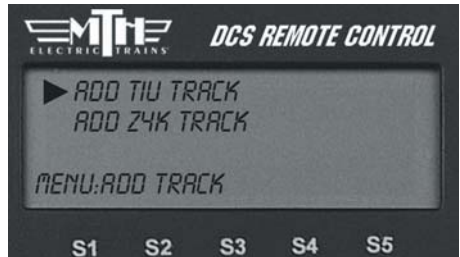 MTH
ELECTRIC TRAINS
DCS REMOTE CONTROL
ADD TIU TRACK
ADD Z4K TRACK
MENU:ADD TRACK
S1 S2 S3 S4 S5